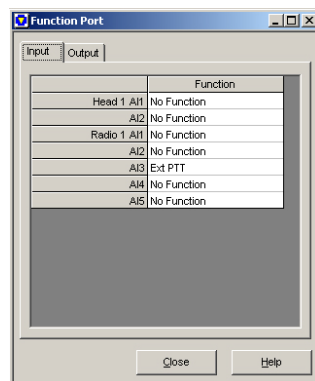 Function Port
Input Output
Function
Head 1 AI1 No Function
AI2 No Function
Radio 1 AI1 No Function
AI2 No Function
AI3 Ext PTT
AI4 No Function
AI5 No Function
Close Help